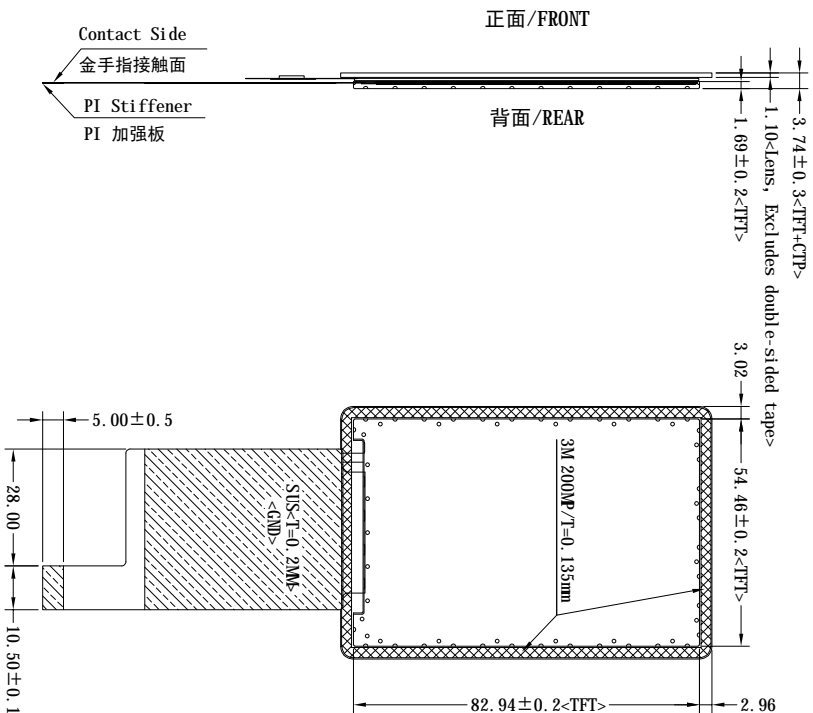 正面/FRONT
Contact Side
金手指接触面
PI Stiffener
PI 加强板
背面/REAR
3.74±0.3<TFT+CTP>
1.10<Lens, Excludes double-sided tape>
1.69±0.2<TFT>
3.02
5.00±0.5
54.46±0.2<TFT>
3M 200MP/T=0.135mm
SUS<T=0.2MM>
<GND>
28.00
10.50±0.1
82.94±0.2<TFT>
2.96